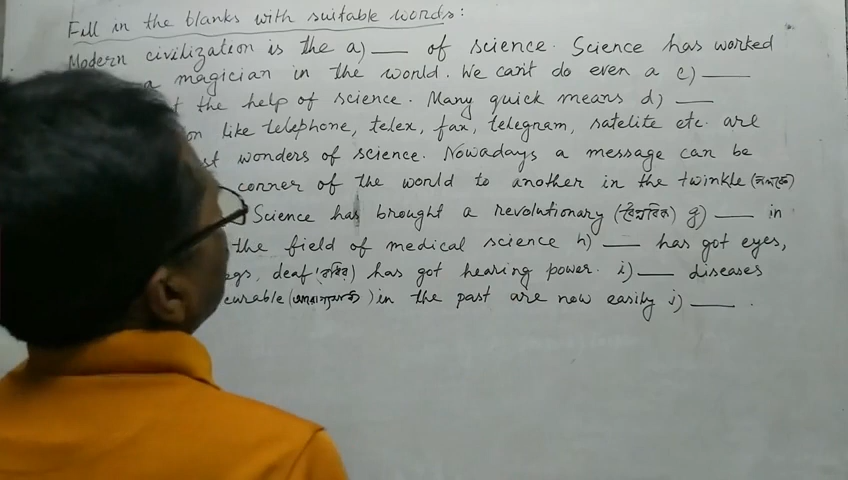 Fill in the blanks with suitable words:
Modern civilization is the a) ___ of science. Science has worked
a magician in the world. We can't do even a c) ___
the help of science. Many quick means d) ___
on like telephone, telex, fax, telegram, satelite etc. are
st wonders of science. Nowadays a message can be
corner of the world to another in the twinkle
Science has brought a revolutionary (বৈপ্লবিক) g) ___ in
the field of medical science h) ___ has got eyes,
egs, deaf (বধির) has got hearing power. i) ___ diseases
curable in the past are now easily j) ___ .